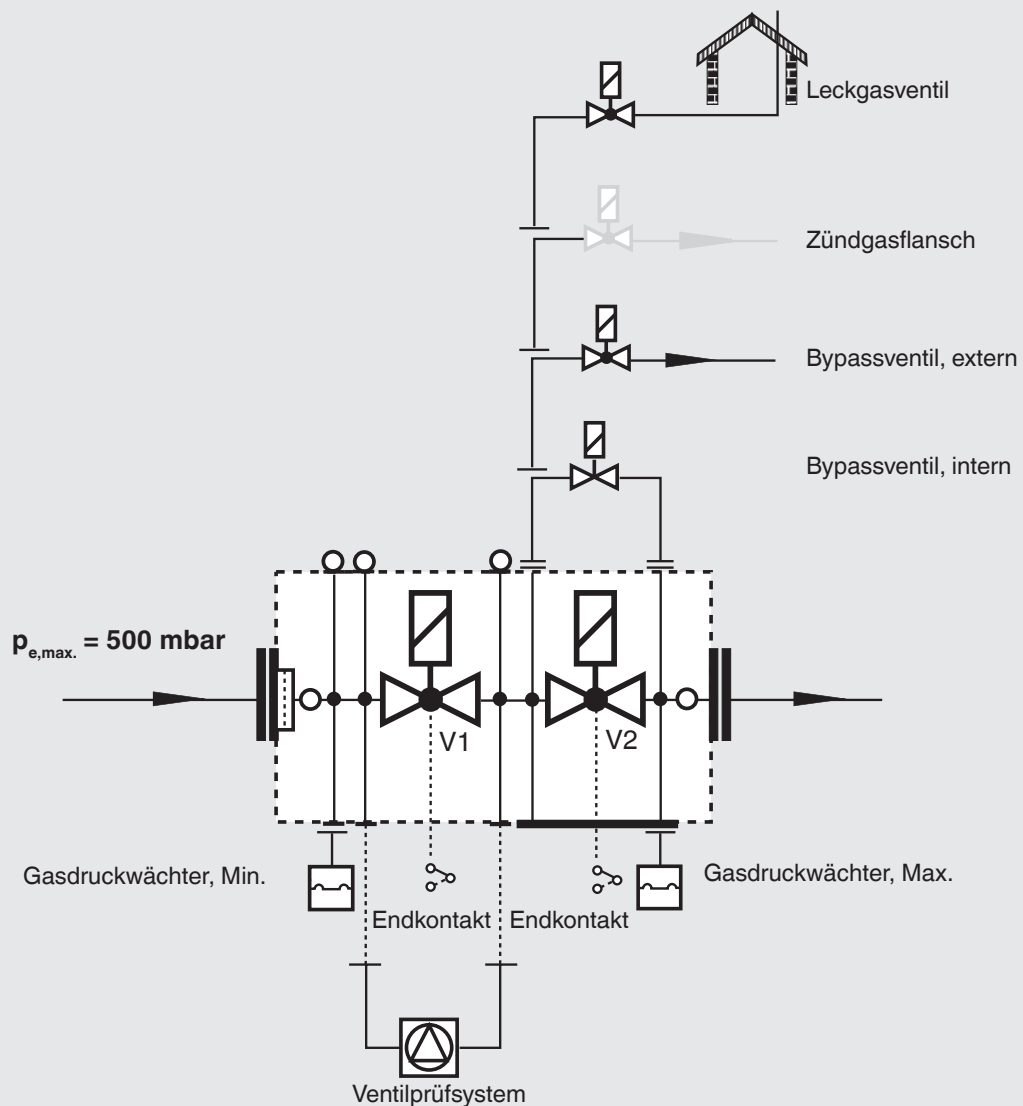 Leckgasventil
Zündgasflansch
Bypassventil, extern
Bypassventil, intern
pe,max. = 500 mbar
V1
V2
Gasdruckwächter, Min.
Gasdruckwächter, Max.
Endkontakt
Endkontakt
Ventilprüfsystem